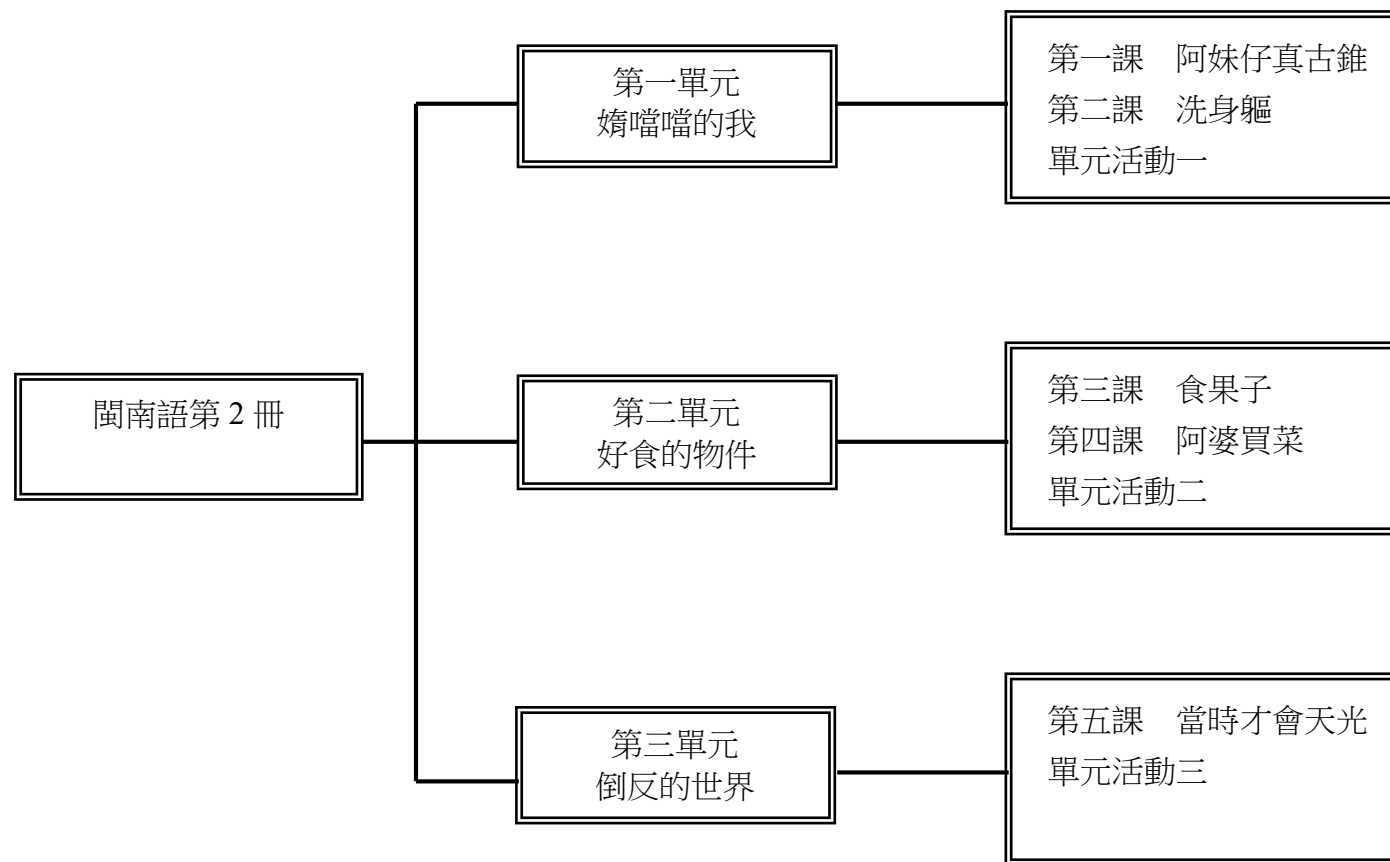 閩南語第 2 冊
第一單元
媠噹噹的我
第一課　阿妹仔真古錐
第二課　洗身軀
單元活動一
第二單元
好食的物件
第三課　食果子
第四課　阿婆買菜
單元活動二
第三單元
倒反的世界
第五課　當時才會天光
單元活動三